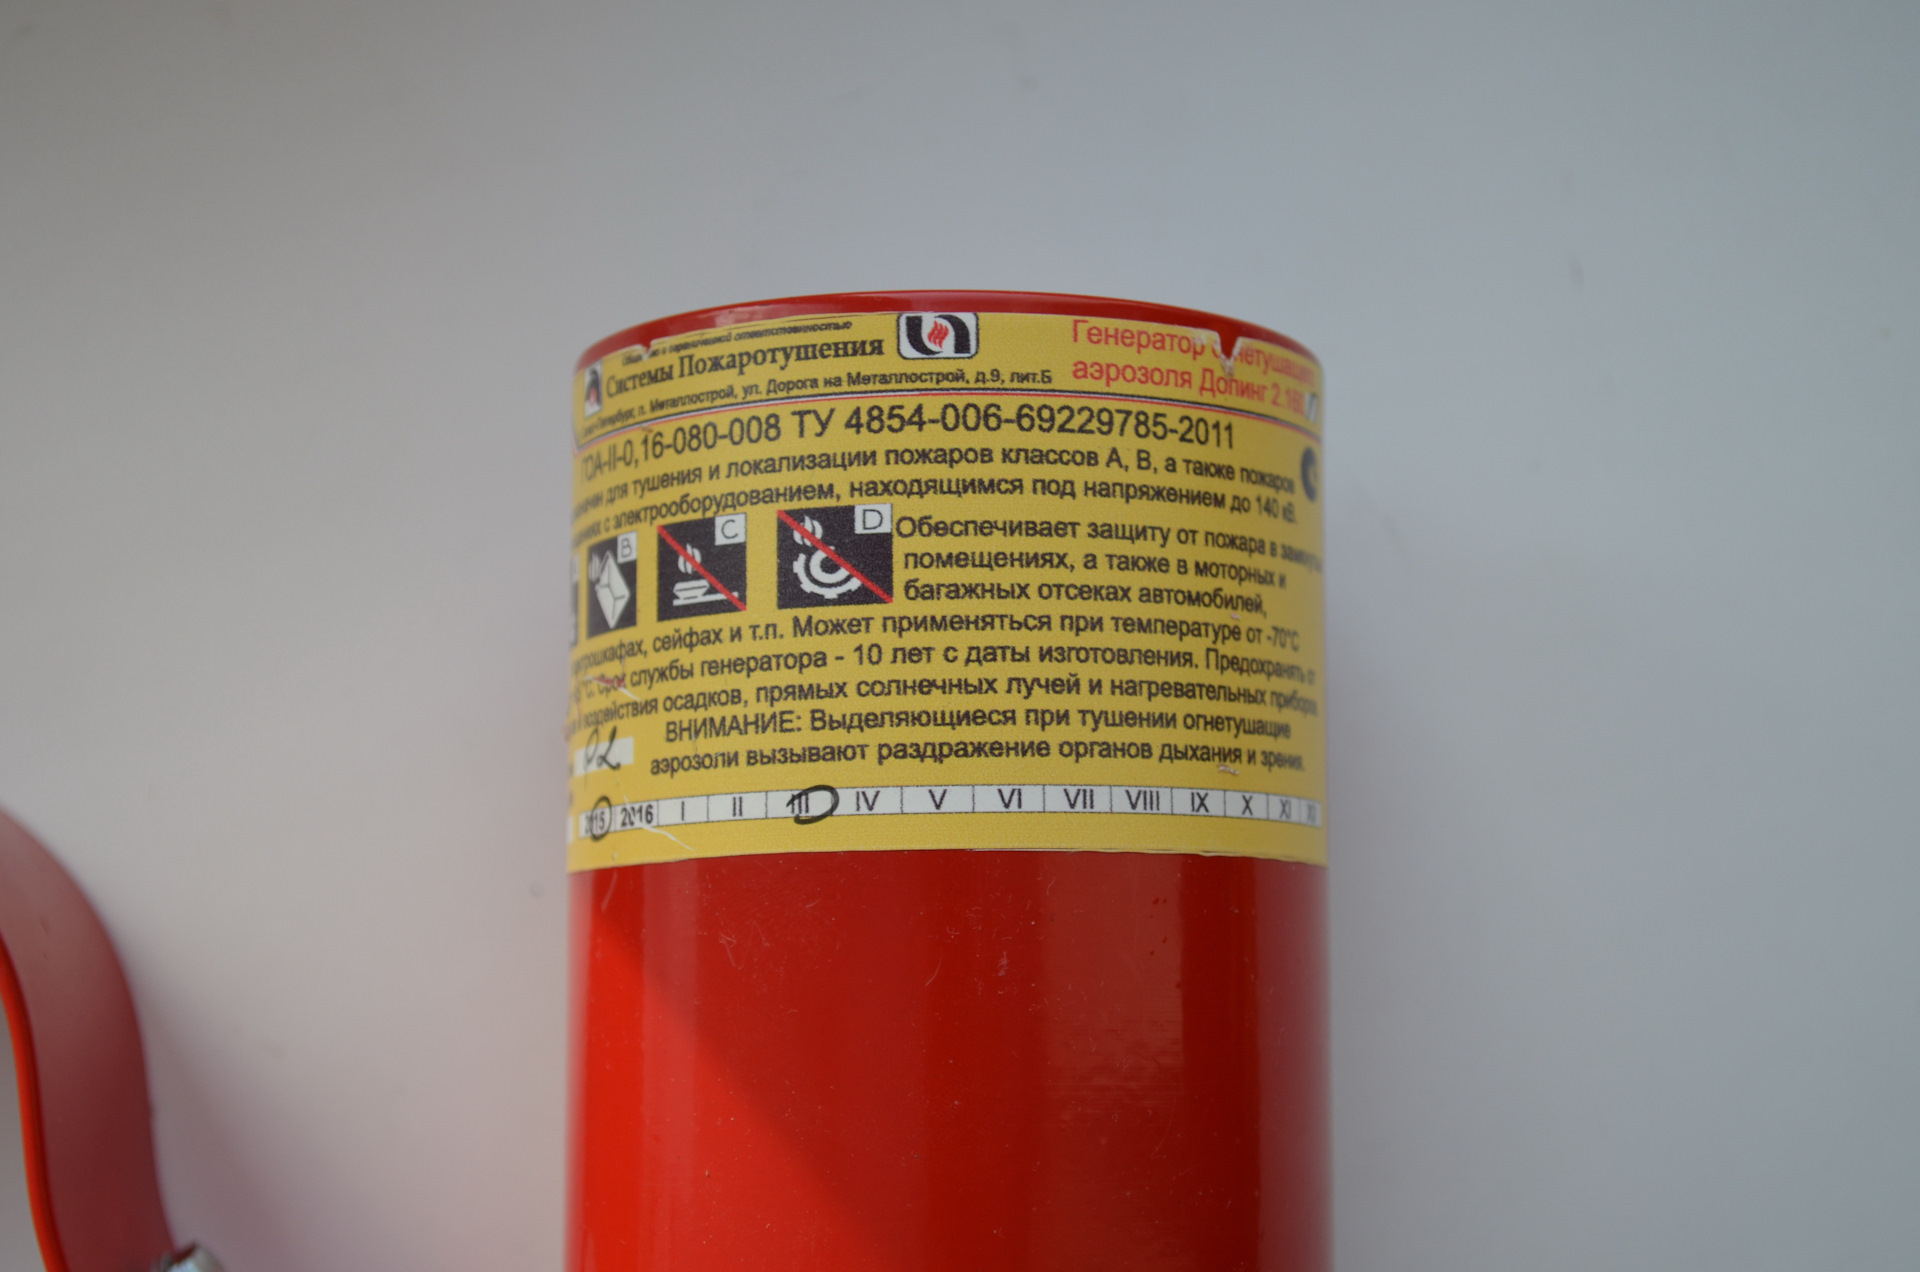 Системы Пожаротушения
п. Металлострой, ул. Дорога на Металлострой, д.9, лит.Б
Генератор
аэрозоля Допинг 2.160
ГОА-II-0,16-080-008 ТУ 4854-006-69229785-2011
для тушения и локализации пожаров классов А, В, а также пожаров
с электрооборудованием, находящимся под напряжением до 140 кВ.
B
C
D
Обеспечивает защиту от пожара в
помещениях, а также в моторных и
багажных отсеках автомобилей,
сейфах и т.п. Может применяться при температуре от -70°С
Срок службы генератора - 10 лет с даты изготовления. Предохранять от
воздействия осадков, прямых солнечных лучей и нагревательных
ВНИМАНИЕ: Выделяющиеся при тушении огнетушащие
аэрозоли вызывают раздражение органов дыхания и зрения.
02
2015 2016 I II III IV V VI VII VIII IX X XI